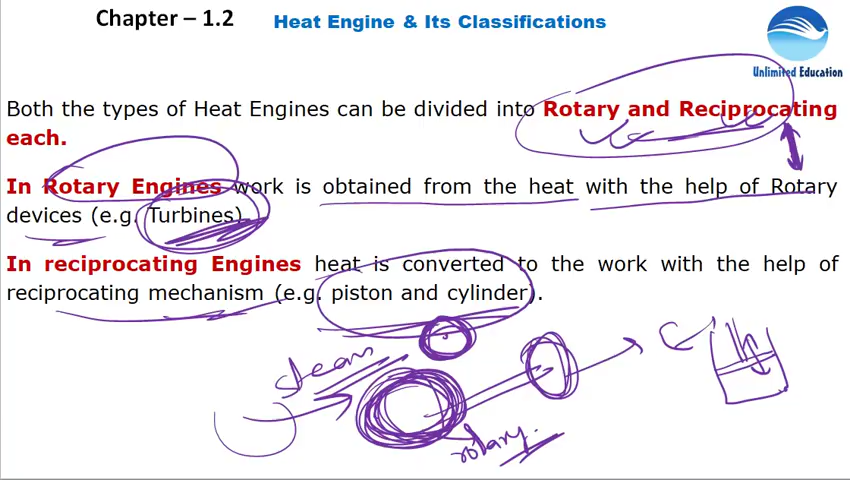 Chapter – 1.2
Heat Engine & Its Classifications
Unlimited Education
Both the types of Heat Engines can be divided into Rotary and Reciprocating
each.
In Rotary Engines work is obtained from the heat with the help of Rotary
devices (e.g. Turbines)
In reciprocating Engines heat is converted to the work with the help of
reciprocating mechanism (e.g. piston and cylinder).
steam
rotary.